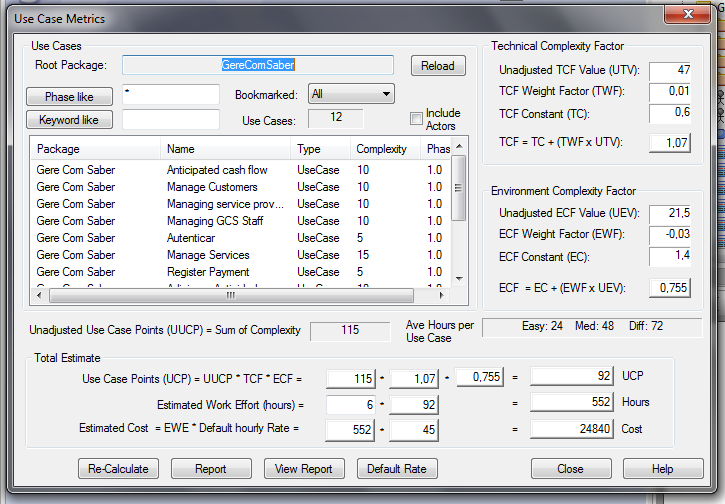 Use Case Metrics
Use Cases
Root Package: GereComSaber Reload
Phase like * Bookmarked: All
Keyword like Use Cases: 12 Include Actors
Package Name Type Complexity Phas
Gere Com Saber Anticipated cash flow UseCase 10 1.0
Gere Com Saber Manage Customers UseCase 10 1.0
Gere Com Saber Managing service prov... UseCase 10 1.0
Gere Com Saber Managing GCS Staff UseCase 10 1.0
Gere Com Saber Autenticar UseCase 5 1.0
Gere Com Saber Manage Services UseCase 15 1.0
Gere Com Saber Register Payment UseCase 5 1.0
Technical Complexity Factor
Unadjusted TCF Value (UTV): 47
TCF Weight Factor (TWF): 0,01
TCF Constant (TC): 0,6
TCF = TC + (TWF x UTV): 1,07
Environment Complexity Factor
Unadjusted ECF Value (UEV): 21,5
ECF Weight Factor (EWF): -0,03
ECF Constant (EC): 1,4
ECF = EC + (EWF x UEV): 0,755
Unadjusted Use Case Points (UUCP) = Sum of Complexity 115
Ave Hours per Use Case Easy: 24 Med: 48 Diff: 72
Total Estimate
Use Case Points (UCP) = UUCP * TCF * ECF = 115 * 1,07 * 0,755 = 92 UCP
Estimated Work Effort (hours) = 6 * 92 = 552 Hours
Estimated Cost = EWE * Default hourly Rate = 552 * 45 = 24840 Cost
Re-Calculate Report View Report Default Rate Close Help